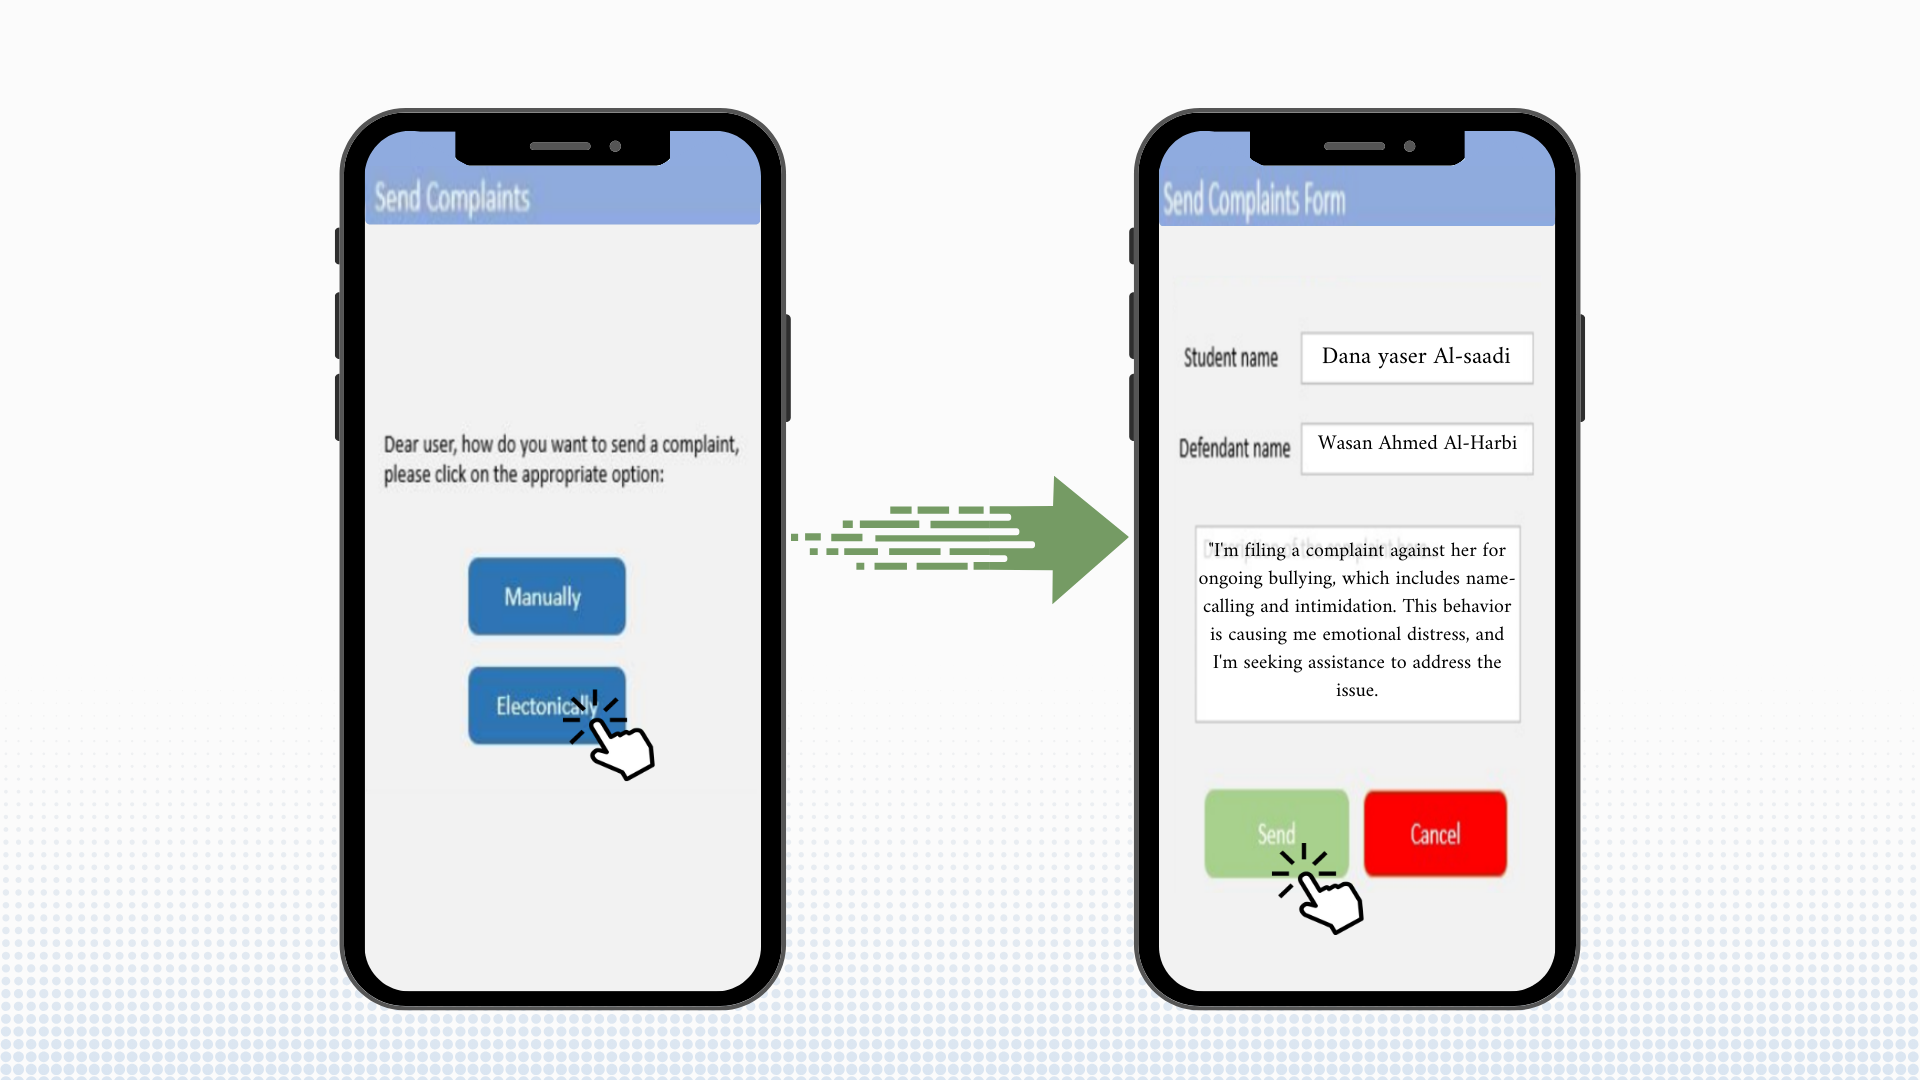 Send Complaints
Dear user, how do you want to send a complaint,
please click on the appropriate option:
Manually
Electonically
Send Complaints Form
Student name
Dana yaser Al-saadi
Defendant name
Wasan Ahmed Al-Harbi
"I'm filing a complaint against her for
ongoing bullying, which includes name-
calling and intimidation. This behavior
is causing me emotional distress, and
I'm seeking assistance to address the
issue.
Send
Cancel